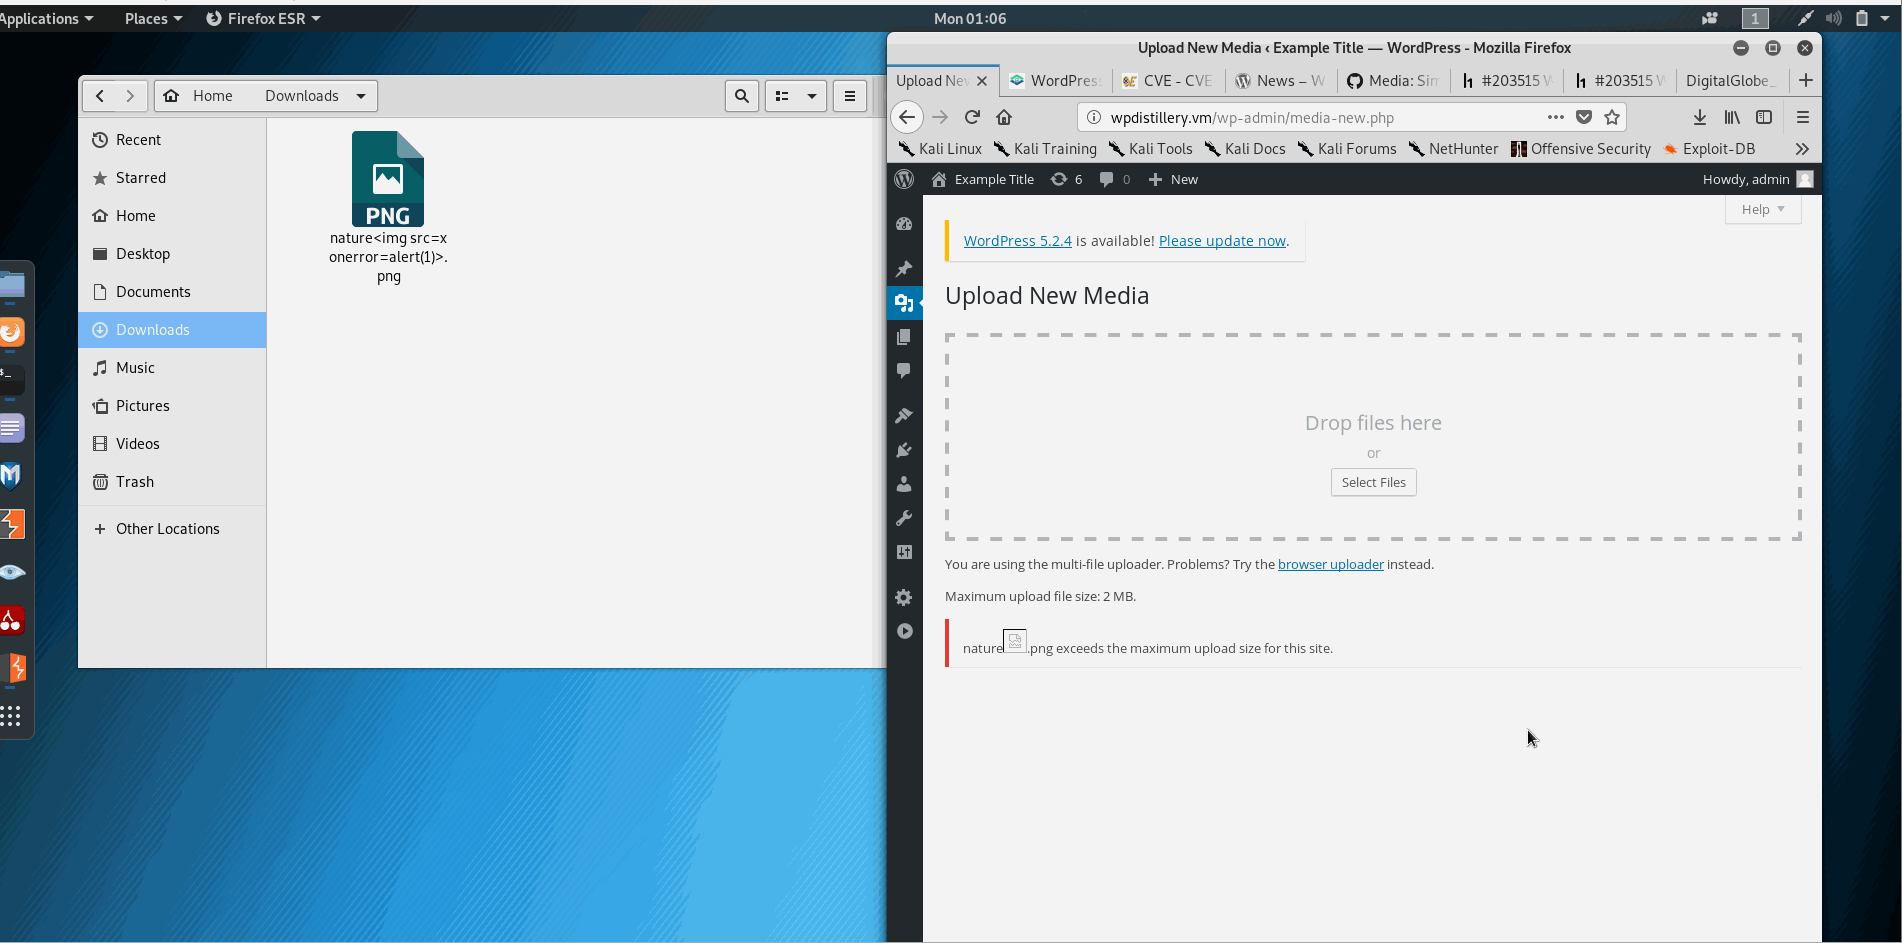 Applications Places Firefox ESR Mon 01:06 1
Home Downloads
Recent
Starred
Home
Desktop
Documents
Downloads
Music
Pictures
Videos
Trash
Other Locations
PNG
nature<img src=x
onerror=alert(1)>.
png
Upload New Media ‹ Example Title — WordPress - Mozilla Firefox
Upload Nev WordPress CVE - CVE News – W Media: Sim #203515 W #203515 W DigitalGlobe_
wpdistillery.vm/wp-admin/media-new.php
Kali Linux Kali Training Kali Tools Kali Docs Kali Forums NetHunter Offensive Security Exploit-DB
Example Title 6 0 New Howdy, admin
Help
WordPress 5.2.4 is available! Please update now.
Upload New Media
Drop files here
or
Select Files
You are using the multi-file uploader. Problems? Try the browser uploader instead.
Maximum upload file size: 2 MB.
nature .png exceeds the maximum upload size for this site.